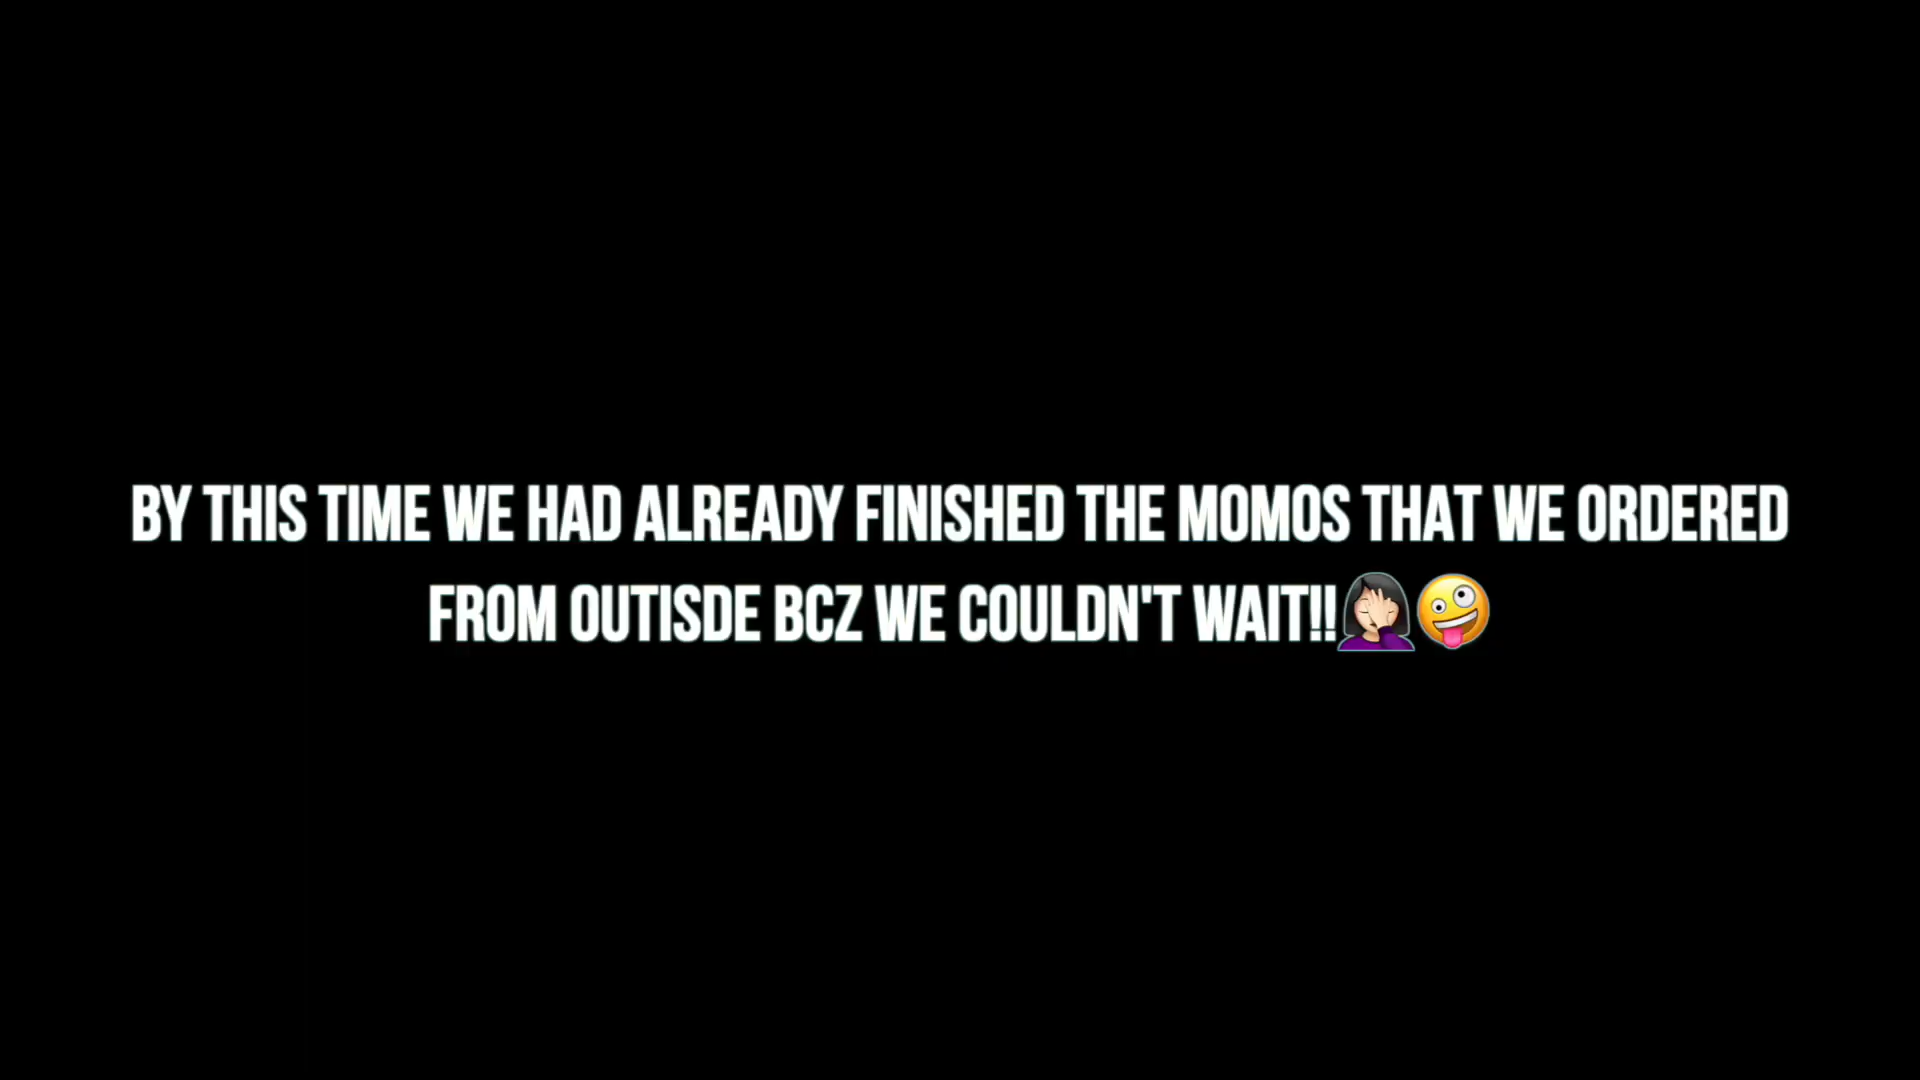 BY THIS TIME WE HAD ALREADY FINISHED THE MOMOS THAT WE ORDERED
FROM OUTISDE BCZ WE COULDN'T WAIT!!🤦🏻‍♀️🤪